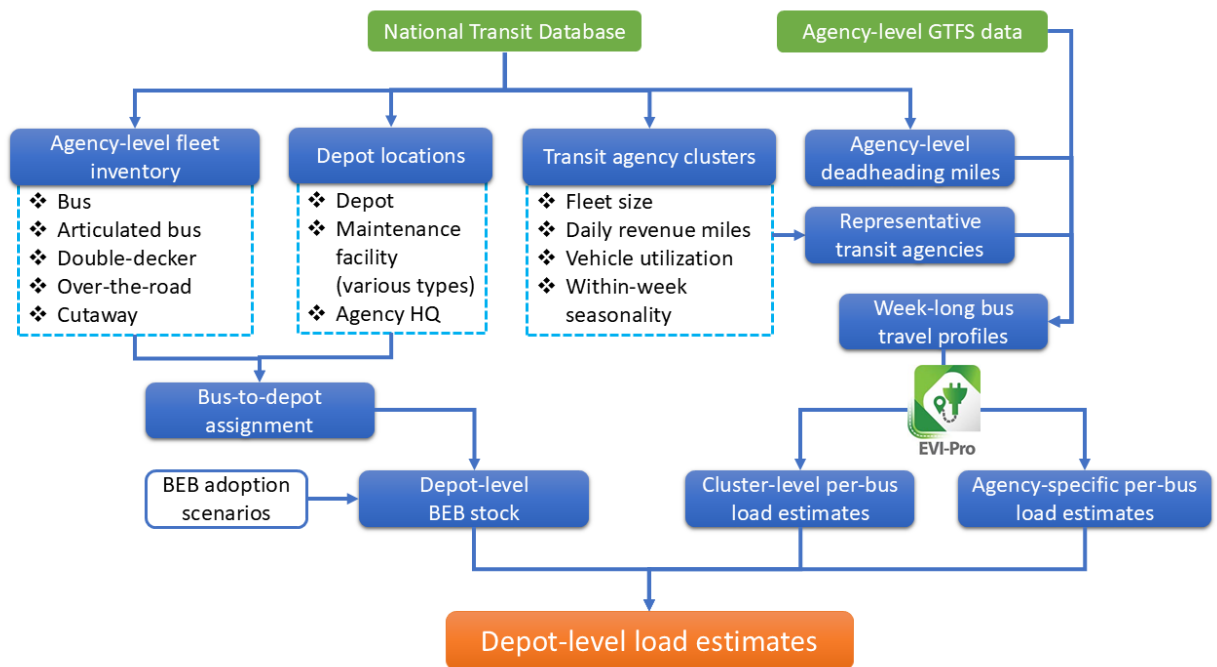 National Transit Database
Agency-level GTFS data
Agency-level fleet
inventory
❖ Bus
❖ Articulated bus
❖ Double-decker
❖ Over-the-road
❖ Cutaway
Depot locations
❖ Depot
❖ Maintenance
facility
(various types)
❖ Agency HQ
Transit agency clusters
❖ Fleet size
❖ Daily revenue miles
❖ Vehicle utilization
❖ Within-week
seasonality
Agency-level
deadheading miles
Representative
transit agencies
Week-long bus
travel profiles
EVI-Pro
Bus-to-depot
assignment
BEB adoption
scenarios
Depot-level
BEB stock
Cluster-level per-bus
load estimates
Agency-specific per-bus
load estimates
Depot-level load estimates